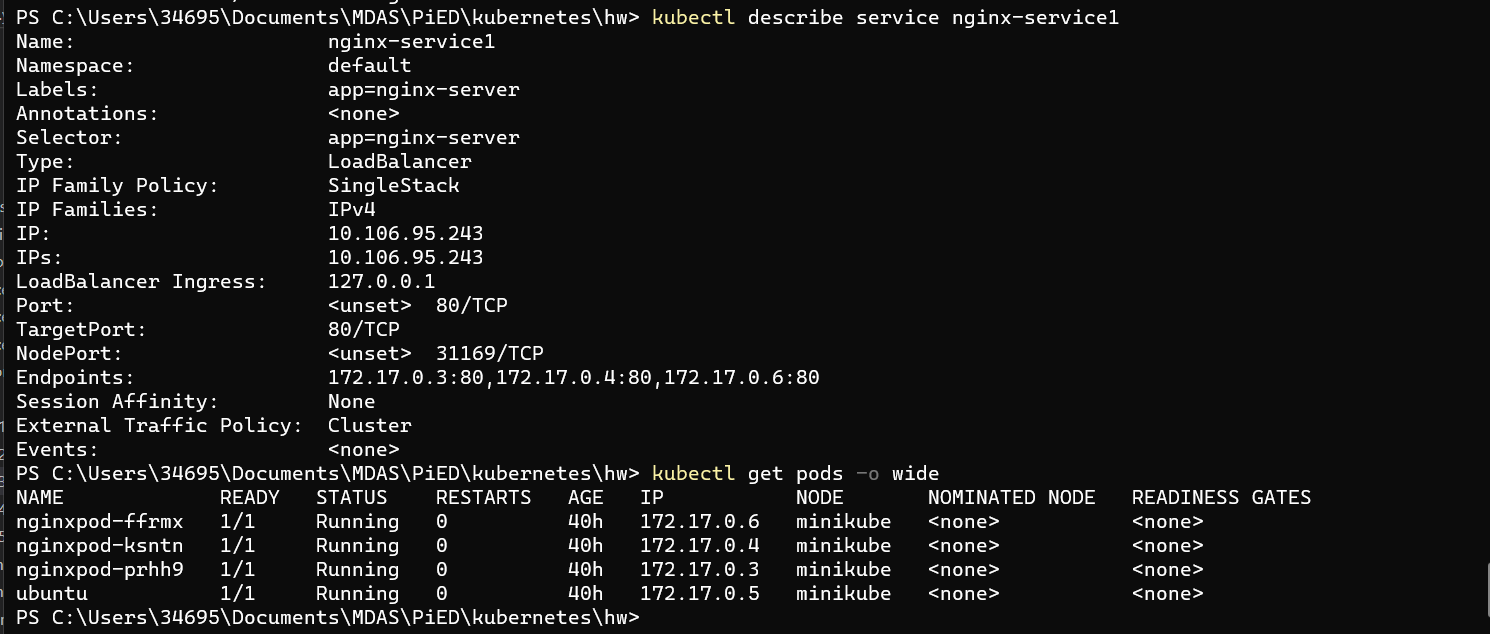 PS C:\Users\34695\Documents\MDAS\PiED\kubernetes\hw> kubectl describe service nginx-service1
Name:                     nginx-service1
Namespace:                default
Labels:                   app=nginx-server
Annotations:              <none>
Selector:                 app=nginx-server
Type:                     LoadBalancer
IP Family Policy:         SingleStack
IP Families:              IPv4
IP:                       10.106.95.243
IPs:                      10.106.95.243
LoadBalancer Ingress:     127.0.0.1
Port:                     <unset>  80/TCP
TargetPort:               80/TCP
NodePort:                 <unset>  31169/TCP
Endpoints:                172.17.0.3:80,172.17.0.4:80,172.17.0.6:80
Session Affinity:         None
External Traffic Policy:  Cluster
Events:                   <none>
PS C:\Users\34695\Documents\MDAS\PiED\kubernetes\hw> kubectl get pods -o wide
NAME             READY   STATUS    RESTARTS   AGE   IP           NODE       NOMINATED NODE   READINESS GATES
nginxpod-ffrmx   1/1     Running   0          40h   172.17.0.6   minikube   <none>           <none>
nginxpod-ksntn   1/1     Running   0          40h   172.17.0.4   minikube   <none>           <none>
nginxpod-prhh9   1/1     Running   0          40h   172.17.0.3   minikube   <none>           <none>
ubuntu           1/1     Running   0          40h   172.17.0.5   minikube   <none>           <none>
PS C:\Users\34695\Documents\MDAS\PiED\kubernetes\hw>